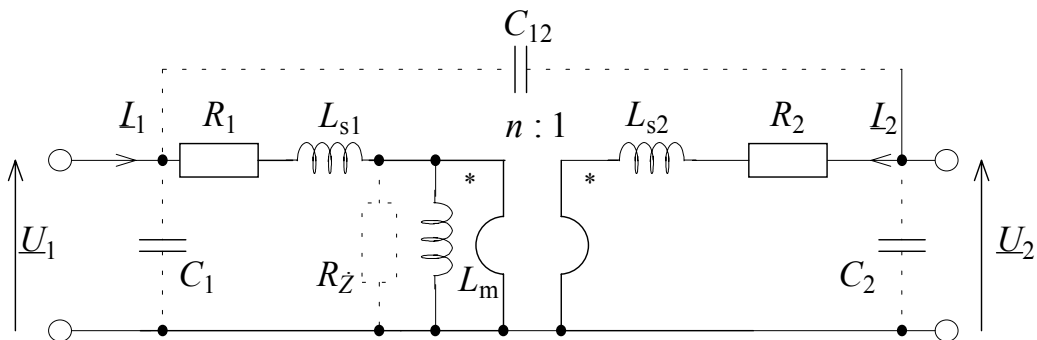 C12
I1 R1 Ls1 n : 1 Ls2 R2 I2
* *
U1 C1 RŻ Lm C2 U2